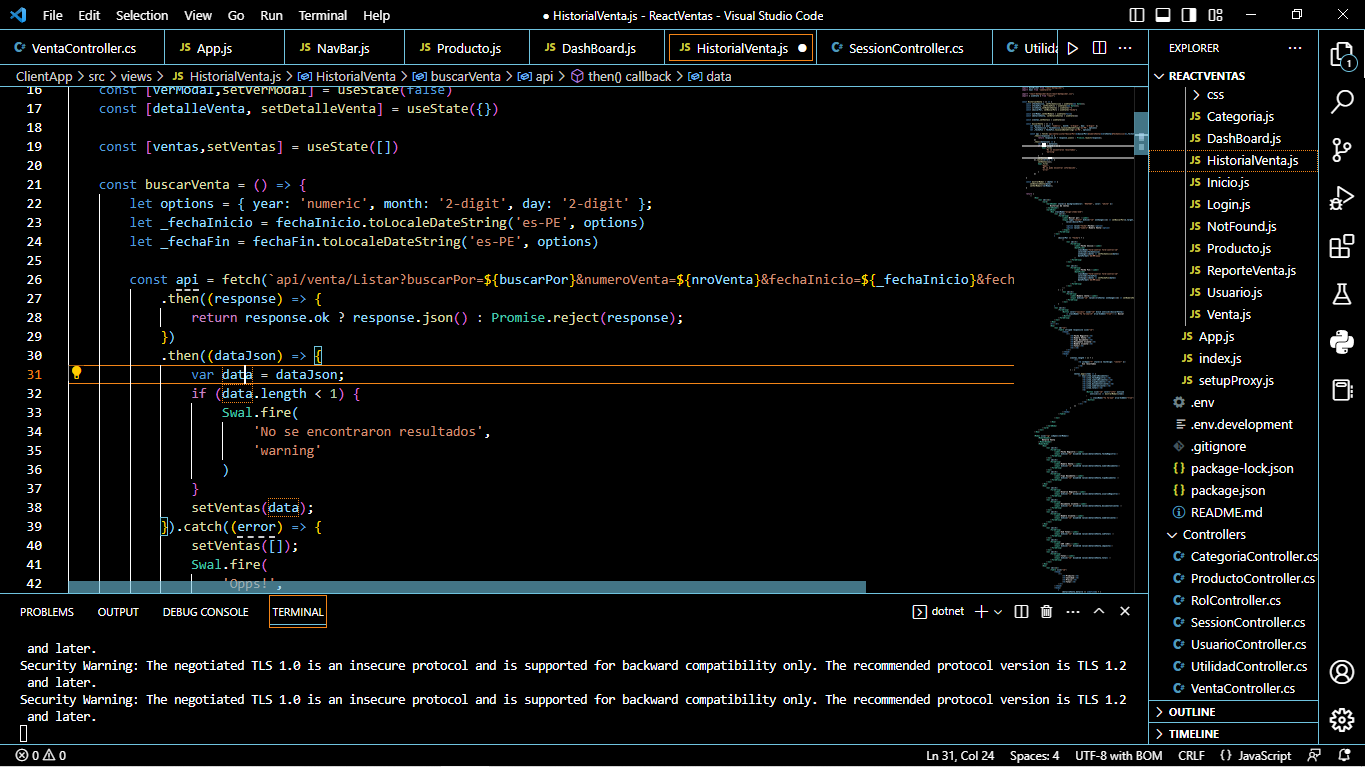 File Edit Selection View Go Run Terminal Help ● HistorialVenta.js - ReactVentas - Visual Studio Code
VentaController.cs JS App.js JS NavBar.js JS Producto.js JS DashBoard.js JS HistorialVenta.js ● SessionController.cs Utilida
ClientApp > src > views > JS HistorialVenta.js > HistorialVenta > buscarVenta > api > then() callback > data
16 const [verModal,setVerModal] = useState(false)
17 const [detalleVenta, setDetalleVenta] = useState({})
18
19 const [ventas,setVentas] = useState([])
20
21 const buscarVenta = () => {
22 let options = { year: 'numeric', month: '2-digit', day: '2-digit' };
23 let _fechaInicio = fechaInicio.toLocaleDateString('es-PE', options)
24 let _fechaFin = fechaFin.toLocaleDateString('es-PE', options)
25
26 const api = fetch(`api/venta/Listar?buscarPor=${buscarPor}&numeroVenta=${nroVenta}&fechaInicio=${_fechaInicio}&fech
27 .then((response) => {
28 return response.ok ? response.json() : Promise.reject(response);
29 })
30 .then((dataJson) => {
31 var data = dataJson;
32 if (data.length < 1) {
33 Swal.fire(
34 'No se encontraron resultados',
35 'warning'
36 )
37 }
38 setVentas(data);
39 }).catch((error) => {
40 setVentas([]);
41 Swal.fire(
42 'Opps!',
PROBLEMS OUTPUT DEBUG CONSOLE TERMINAL dotnet
and later.
Security Warning: The negotiated TLS 1.0 is an insecure protocol and is supported for backward compatibility only. The recommended protocol version is TLS 1.2
and later.
Security Warning: The negotiated TLS 1.0 is an insecure protocol and is supported for backward compatibility only. The recommended protocol version is TLS 1.2
and later.
EXPLORER
REACTVENTAS
css
JS Categoria.js
JS DashBoard.js
JS HistorialVenta.js
JS Inicio.js
JS Login.js
JS NotFound.js
JS Producto.js
JS ReporteVenta.js
JS Usuario.js
JS Venta.js
JS App.js
JS index.js
JS setupProxy.js
.env
.env.development
.gitignore
{} package-lock.json
{} package.json
README.md
Controllers
CategoriaController.cs
ProductoController.cs
RolController.cs
SessionController.cs
UsuarioController.cs
UtilidadController.cs
VentaController.cs
OUTLINE
TIMELINE
1
0 0 Ln 31, Col 24 Spaces: 4 UTF-8 with BOM CRLF {} JavaScript